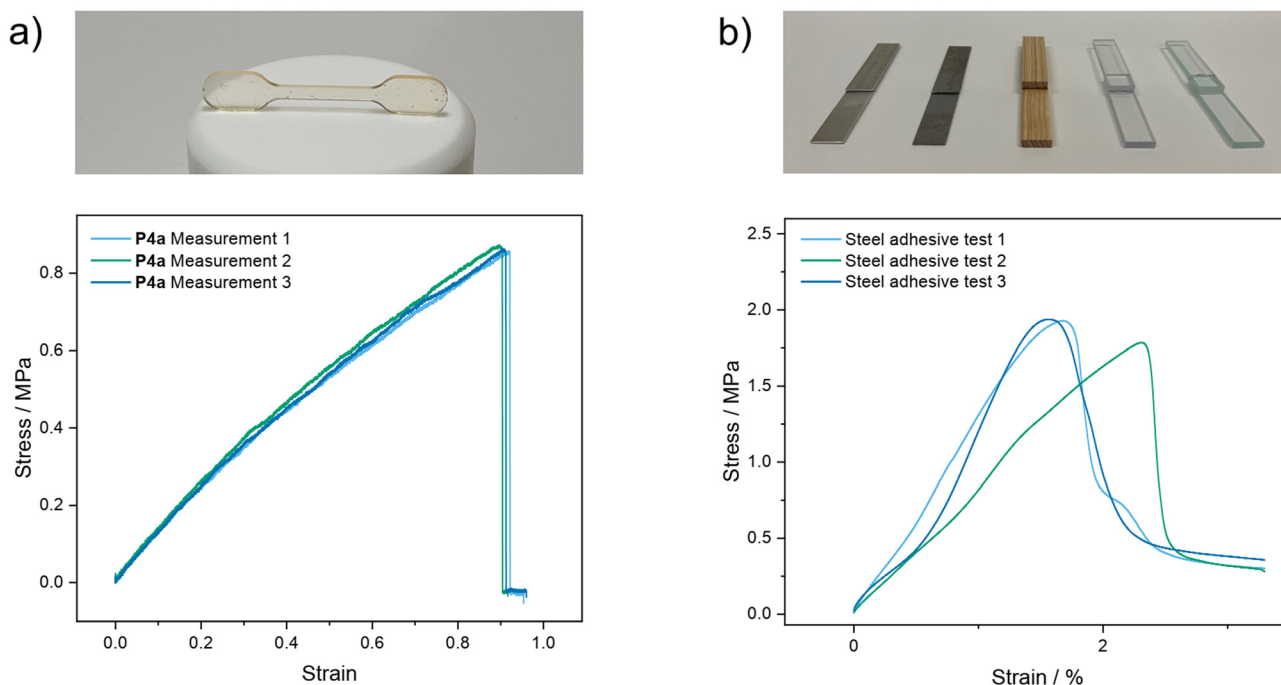 a)
P4a Measurement 1
P4a Measurement 2
P4a Measurement 3
Stress / MPa
0.8
0.6
0.4
0.2
0.0
0.0 0.2 0.4 0.6 0.8 1.0
Strain
b)
Steel adhesive test 1
Steel adhesive test 2
Steel adhesive test 3
Stress / MPa
2.5
2.0
1.5
1.0
0.5
0.0
0 2
Strain / %